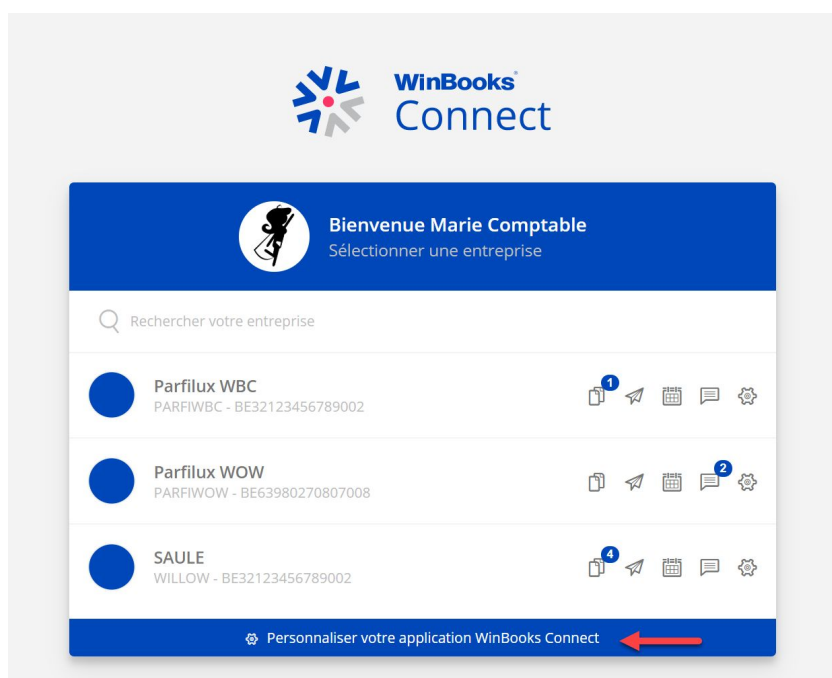 WinBooks
Connect
Bienvenue Marie Comptable
Sélectionner une entreprise
Rechercher votre entreprise
Parfilux WBC
PARFIWBC - BE32123456789002
1
Parfilux WOW
PARFIWOW - BE63980270807008
2
SAULE
WILLOW - BE32123456789002
4
Personnaliser votre application WinBooks Connect